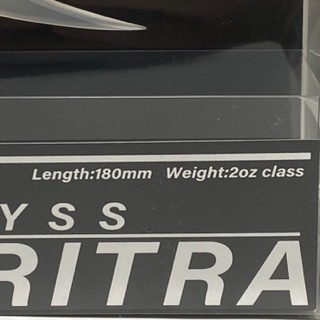 Length:180mm Weight:2oz class
YSS
RITRA